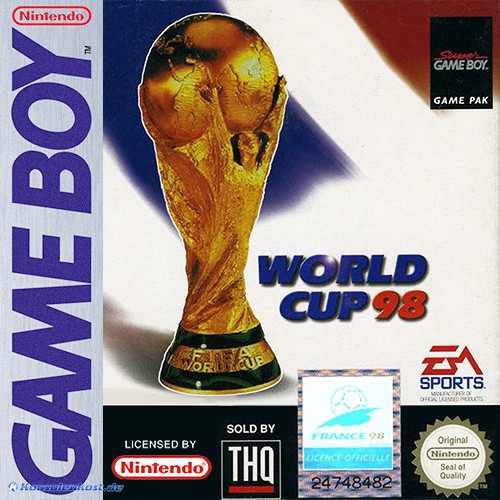 Nintendo
GAME BOY
TM
Super
GAME BOY
GAME PAK
WORLD
CUP 98
FIFA
WORLD CUP
EA
SPORTS
MANUFACTURER OF
OFFICIAL LICENSED PRODUCTS
LICENSED BY
Nintendo
SOLD BY
THQ
FRANCE 98
LICENCE OFFICIELLE
24748482
Original
Nintendo
Seal of
Quality
Konsolenkost.de